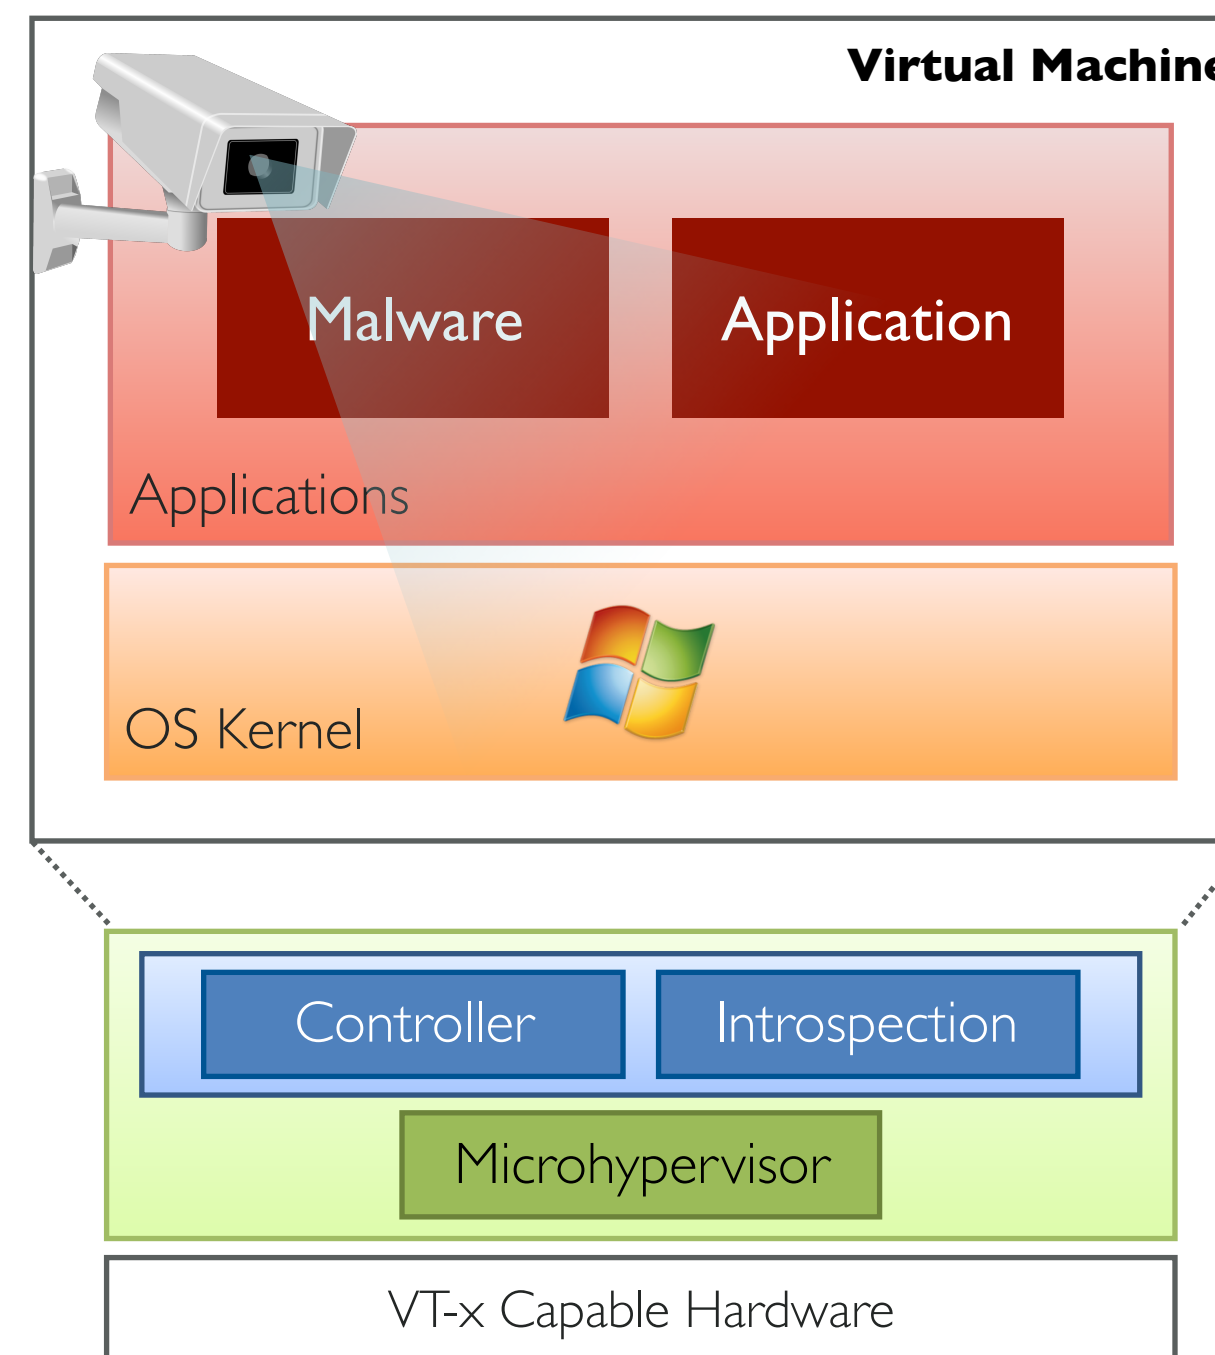 Virtual Machine
Malware
Application
Applications
OS Kernel
Controller
Introspection
Microhypervisor
VT-x Capable Hardware